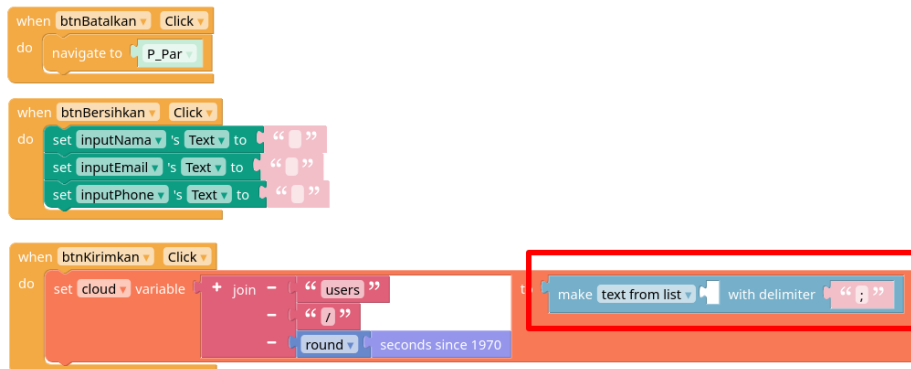 when btnBatalkan ▾ Click ▾
do navigate to P_Par ▾
when btnBersihkan ▾ Click ▾
do set inputNama ▾ 's Text ▾ to “ ”
set inputEmail ▾ 's Text ▾ to “ ”
set inputPhone ▾ 's Text ▾ to “ ”
when btnKirimkan ▾ Click ▾
do set cloud ▾ variable + join − “ users ” to make text from list ▾ with delimiter “ ; ”
− “ / ”
− round ▾ seconds since 1970